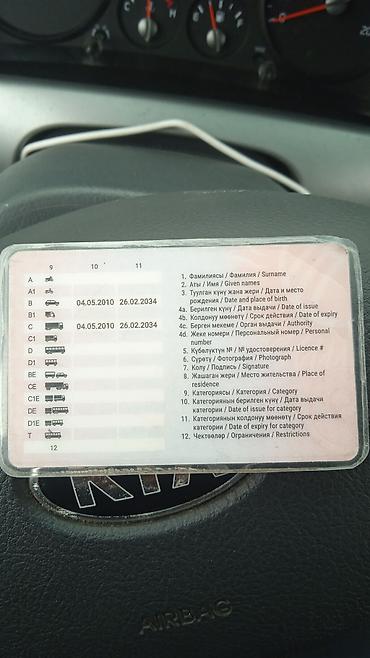 C H
20
9 10 11
A
A1
B 04.05.2010 26.02.2034
B1
C 04.05.2010 26.02.2034
C1
D
D1
BE
CE
C1E
DE
D1E
T
12
1. Фамилиясы / Фамилия / Surname
2. Аты / Имя / Given names
3. Туулган күнү жана жери / Дата и место
рождения / Date and place of birth
4a. Берилген күнү / Дата выдачи / Date of issue
4b. Колдонуу мөөнөтү / Срок действия / Date of expiry
4c. Берген мекеме / Орган выдачи / Authority
4d. Жеке номери / Персональный номер / Personal
number
5. Күбөлүктүн № / № удостоверения / Licence #
6. Сүрөтү / Фотография / Photograph
7. Колу / Подпись / Signature
8. Жашаган жери / Место жительства / Place of
residence
9. Категориясы / Категория / Category
10. Категориянын берилген күнү / Дата выдачи
категории / Date of issue for category
11. Категориянын колдонуу мөөнөтү / Срок действия
категории / Date of expiry for category
12. Чектөөлөр / Ограничения / Restrictions
KIA
AIRBAG